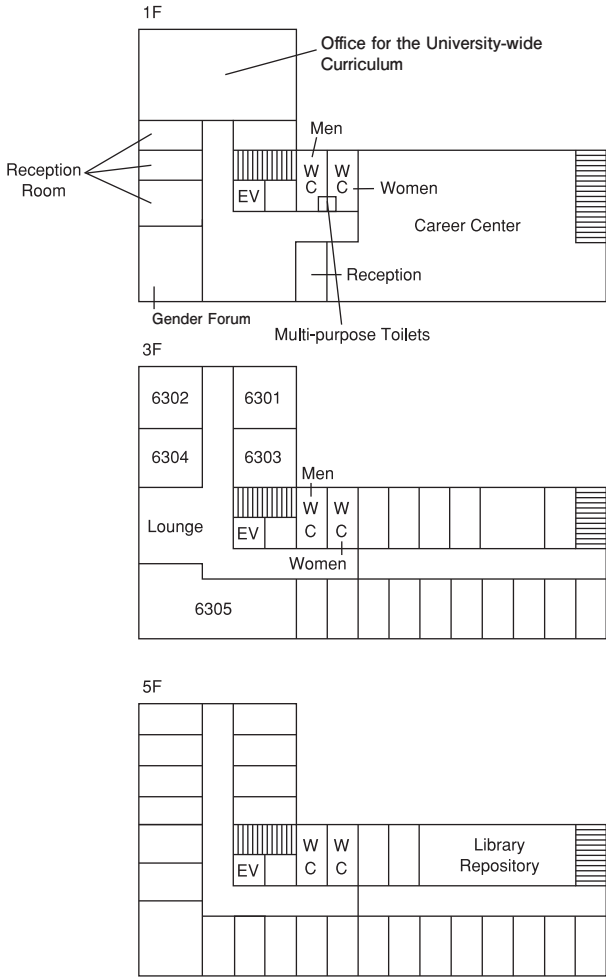 1F
Office for the University-wide
Curriculum
Men
Reception
Room
W
C
W
C
Women
EV
Career Center
Reception
Gender Forum
Multi-purpose Toilets
3F
6302
6301
6304
6303
Men
Lounge
W
C
W
C
EV
Women
6305
5F
W
C
W
C
EV
Library
Repository